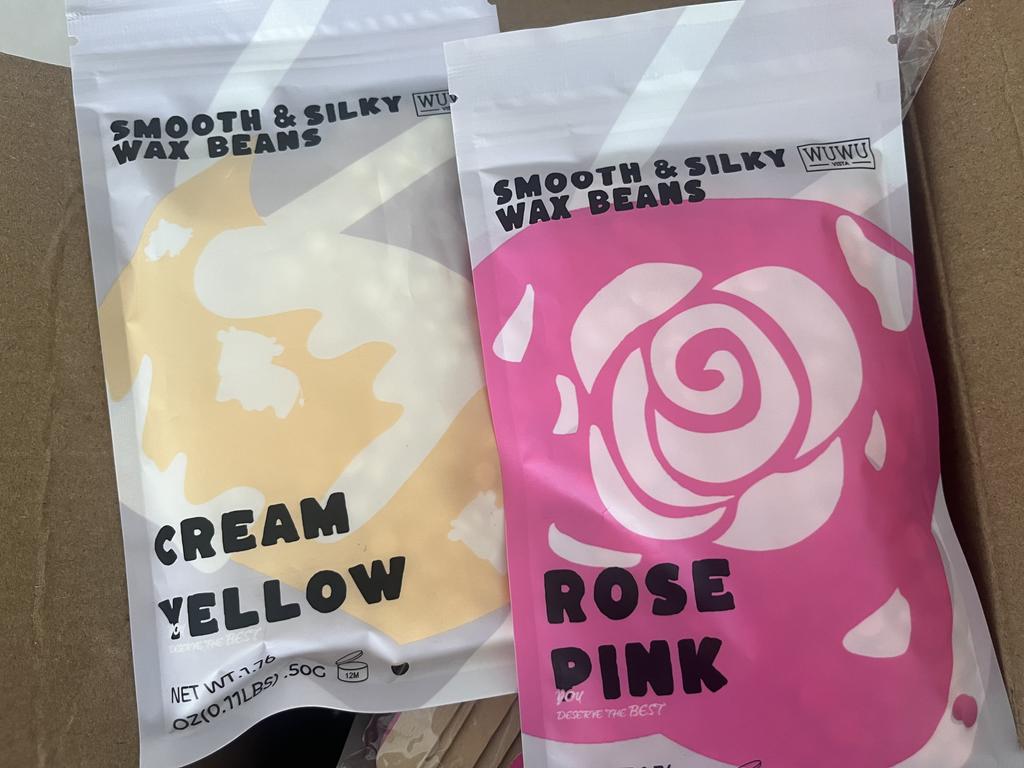 SMOOTH & SILKY
WAX BEANS
WU
CREAM
YELLOW
DESERVE THE BEST
NET WT.1.76
OZ(0.11LBS) .50G
12M
SMOOTH & SILKY
WAX BEANS
WUWU
VISTA
ROSE
PINK
you
DESERVE THE BEST